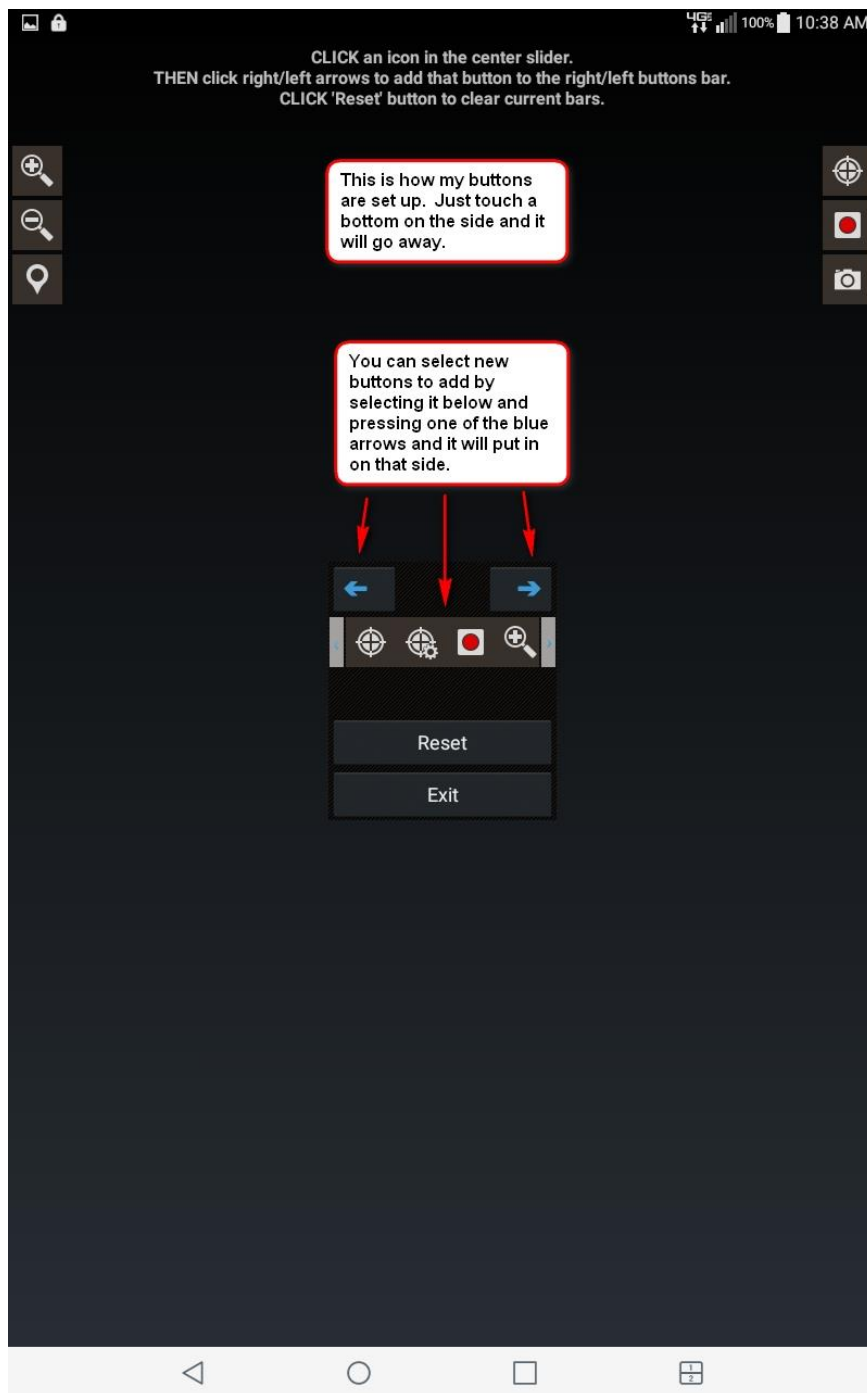 4GE 100% 10:38 AM
CLICK an icon in the center slider.
THEN click right/left arrows to add that button to the right/left buttons bar.
CLICK 'Reset' button to clear current bars.
This is how my buttons
are set up. Just touch a
bottom on the side and it
will go away.
You can select new
buttons to add by
selecting it below and
pressing one of the blue
arrows and it will put in
on that side.
Reset
Exit
1
2